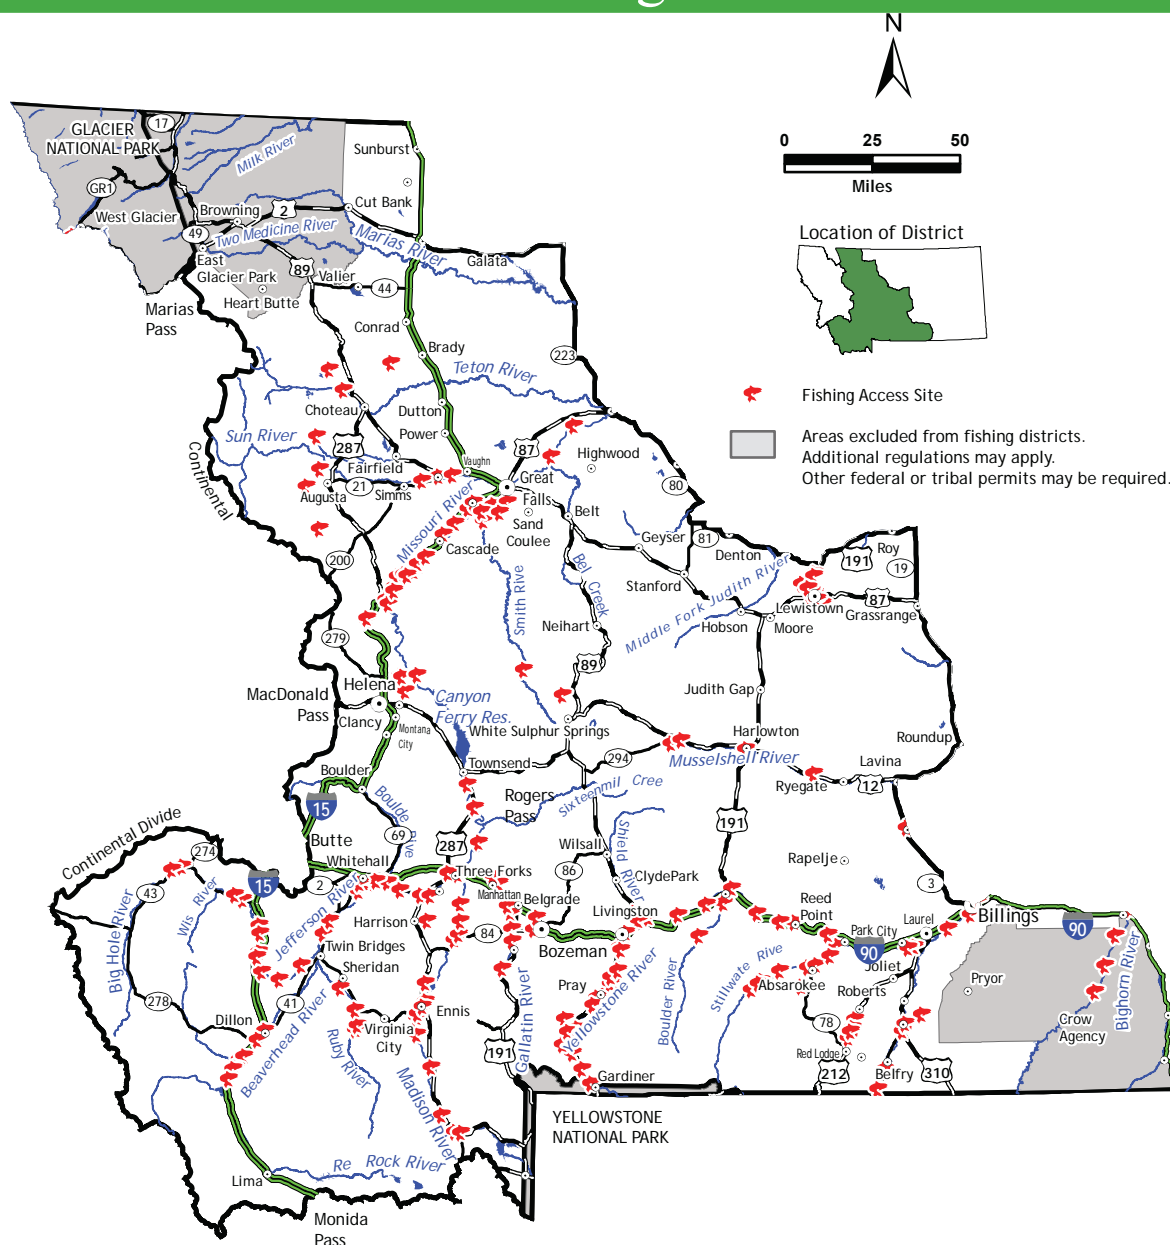 N
0 25 50
Miles
Location of District
Fishing Access Site
Areas excluded from fishing districts.
Additional regulations may apply.
Other federal or tribal permits may be required.
GLACIER
NATIONAL PARK
17
Milk River
Sunburst
GR1
West Glacier
Browning
2
Cut Bank
49
Two Medicine River
Marias River
East
Glacier Park
89
Valier
Galata
Heart Butte
44
Marias
Pass
Conrad
Brady
223
Teton River
Choteau
Dutton
Power
Sun River
287
87
Highwood
Continental
Fairfield
Vaughn
Great
Falls
Augusta
21
Simms
80
Missouri River
Sand
Coulee
Belt
Cascade
Geyser
81
Denton
191
Roy
19
200
Smith Rive
Bel Creek
Stanford
Middle Fork Judith River
Lewistown
87
Grassrange
Hobson
Moore
279
Neihart
89
Helena
MacDonald
Pass
Canyon
Ferry Res.
Judith Gap
Clancy
Montana
City
White Sulphur Springs
Harlowton
Roundup
294
Musselshell River
Lavina
Townsend
Boulder
Ryegate
12
15
Boulde Rive
Rogers
Pass
Sixteenmil Cree
191
Continental Divide
Butte
69
287
Shield River
Wilsall
Rapelje
274
Whitehall
Three Forks
86
ClydePark
3
15
2
43
Wis River
Manhattan
Belgrade
Livingston
Reed
Point
Laurel
Billings
Big Hole River
Jefferson River
Harrison
84
Park City
90
90
Bozeman
Twin Bridges
Sheridan
Joliet
Pray
Yellowstone River
Boulder River
Stillwate Rive
Absarokee
Roberts
Pryor
Bighorn River
278
41
Dillon
Ennis
Gallatin River
78
Crow
Agency
Beaverhead River
Virginia
City
Ruby River
191
Red Lodge
212
Belfry
310
Gardiner
Madison River
YELLOWSTONE
NATIONAL PARK
Re Rock River
Lima
Monida
Pass